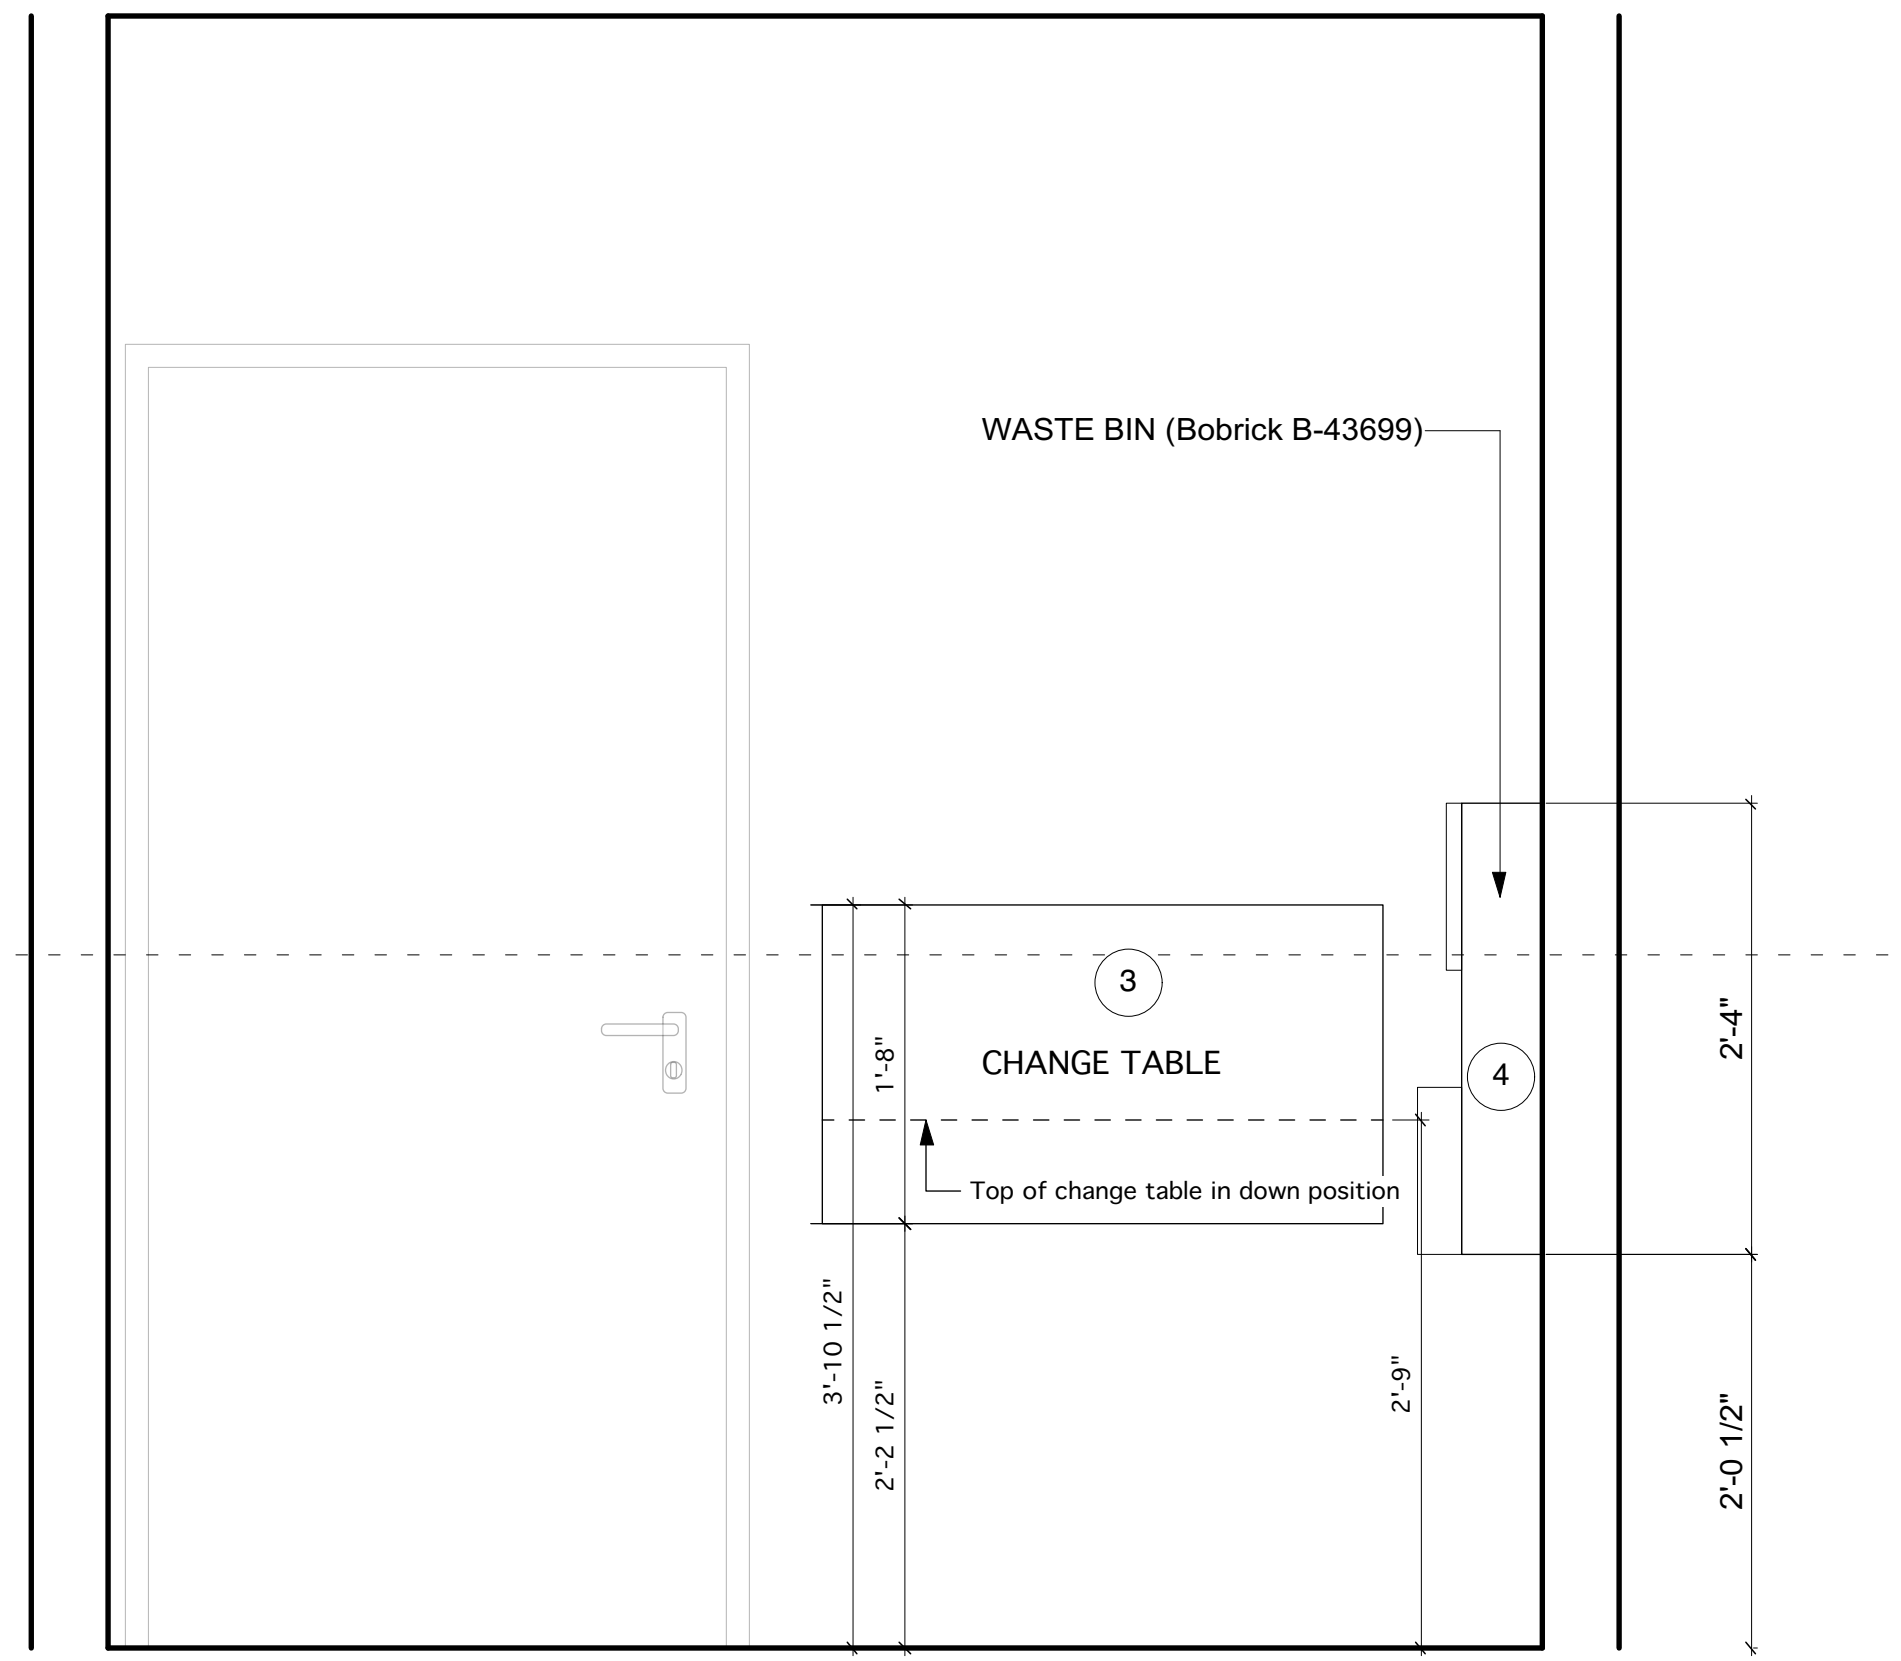 WASTE BIN (Bobrick B-43699)
3
CHANGE TABLE
4
Top of change table in down position
1'-8"
3'-10 1/2"
2'-2 1/2"
2'-9"
2'-4"
2'-0 1/2"